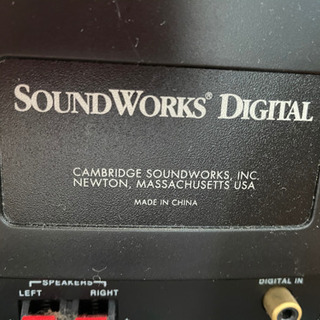 SOUNDWORKS® DIGITAL
CAMBRIDGE SOUNDWORKS, INC.
NEWTON, MASSACHUSETTS USA
MADE IN CHINA
SPEAKERS
LEFT RIGHT
DIGITAL IN